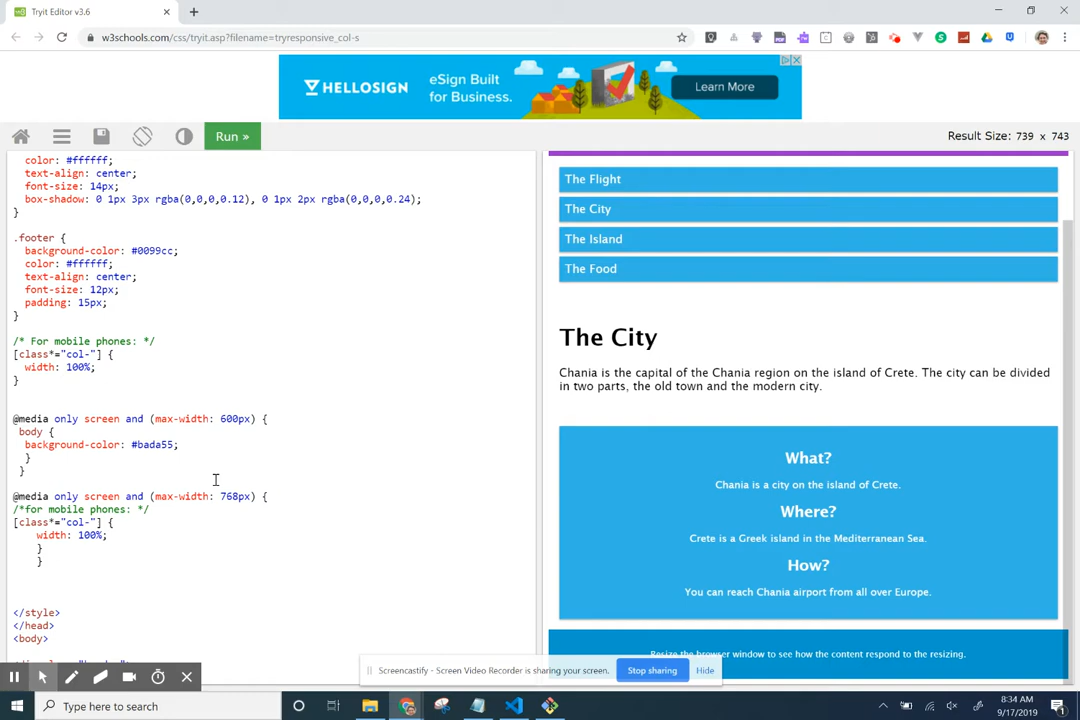 Tryit Editor v3.6
w3schools.com/css/tryit.asp?filename=tryresponsive_col-s
HELLOSIGN
eSign Built
for Business.
Learn More
Run »
Result Size: 739 x 743
color: #ffffff;
text-align: center;
font-size: 14px;
box-shadow: 0 1px 3px rgba(0,0,0,0.12), 0 1px 2px rgba(0,0,0,0.24);
}
.footer {
background-color: #0099cc;
color: #ffffff;
text-align: center;
font-size: 12px;
padding: 15px;
}
/* For mobile phones: */
[class*="col-"] {
width: 100%;
}
@media only screen and (max-width: 600px) {
body {
background-color: #bada55;
}
}
@media only screen and (max-width: 768px) {
/*for mobile phones: */
[class*="col-"] {
width: 100%;
}
}
</style>
</head>
<body>
The Flight
The City
The Island
The Food
The City
Chania is the capital of the Chania region on the island of Crete. The city can be divided
in two parts, the old town and the modern city.
What?
Chania is a city on the island of Crete.
Where?
Crete is a Greek island in the Mediterranean Sea.
How?
You can reach Chania airport from all over Europe.
Resize the browser window to see how the content respond to the resizing.
Screencastify - Screen Video Recorder is sharing your screen.
Stop sharing
Hide
Type here to search
8:34 AM
9/17/2019